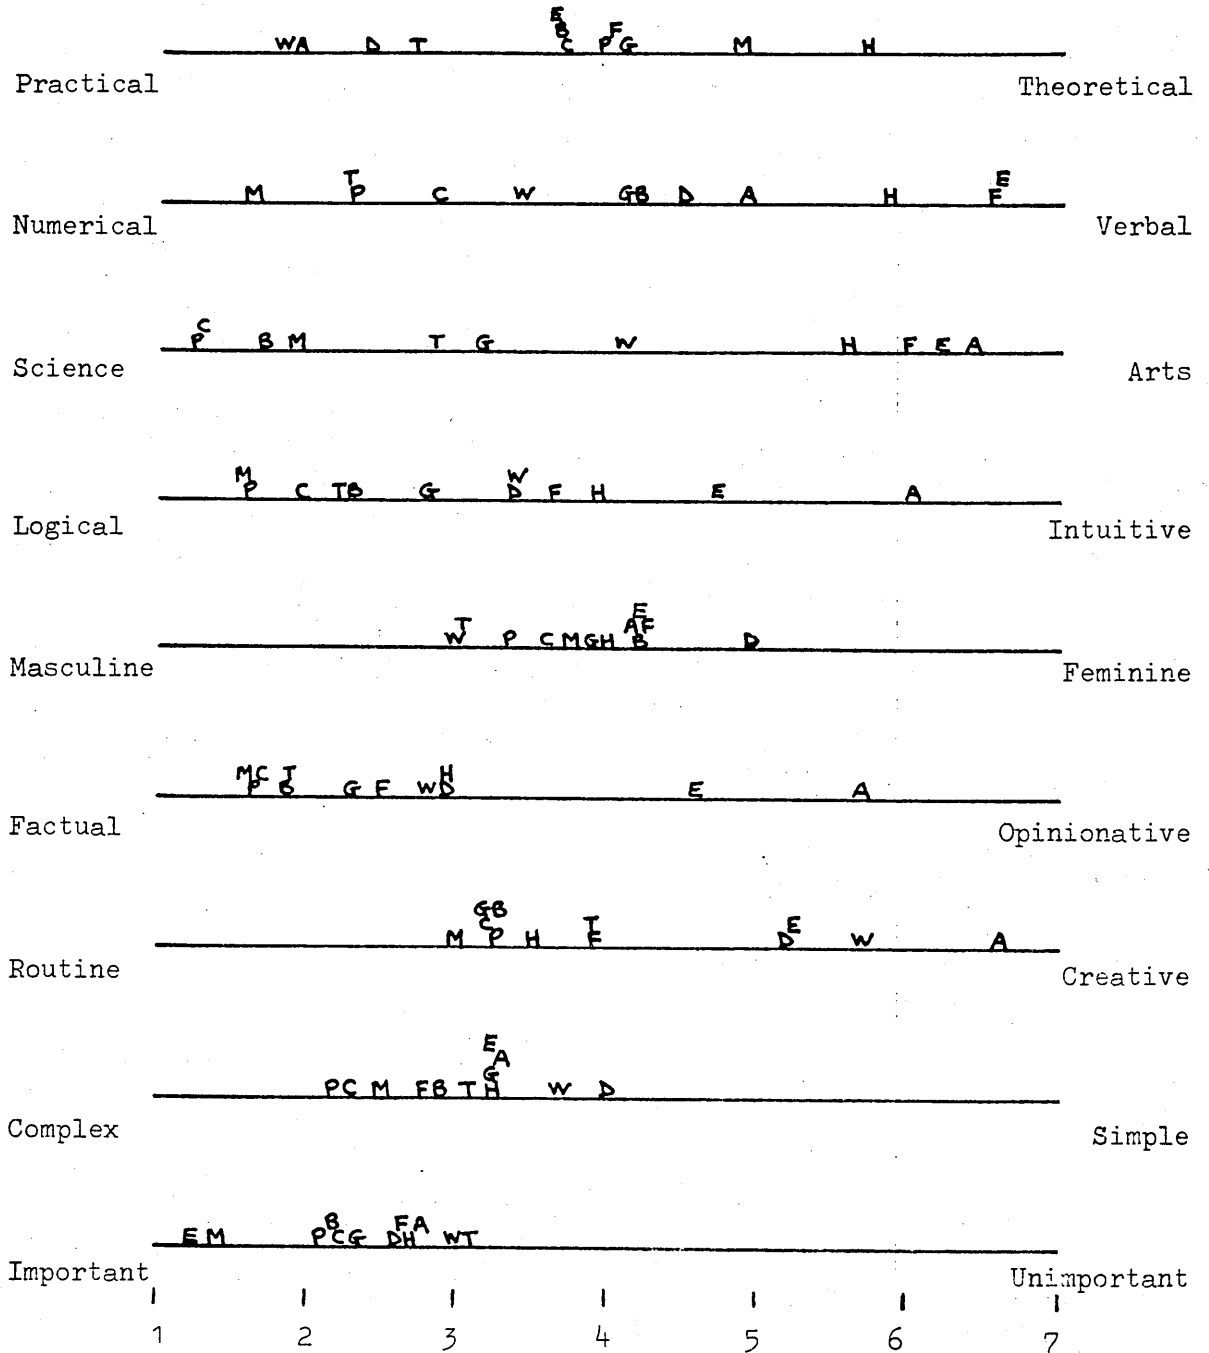 E
B F
W A D T C P G M H
Practical Theoretical
T E
M P C W G B D A H F
Numerical Verbal
C
P B M T G W H F E A
Science Arts
M W
P C T B G D F H E A
Logical Intuitive
E
T A F
W P C M G H B D
Masculine Feminine
M C T H
P B G F W D E A
Factual Opinionative
G B
C T E
M P H F D W A
Routine Creative
E
A
G
P C M F B T H W D
Complex Simple
B F A
E M P C G D H W T
Important Unimportant
1 2 3 4 5 6 7